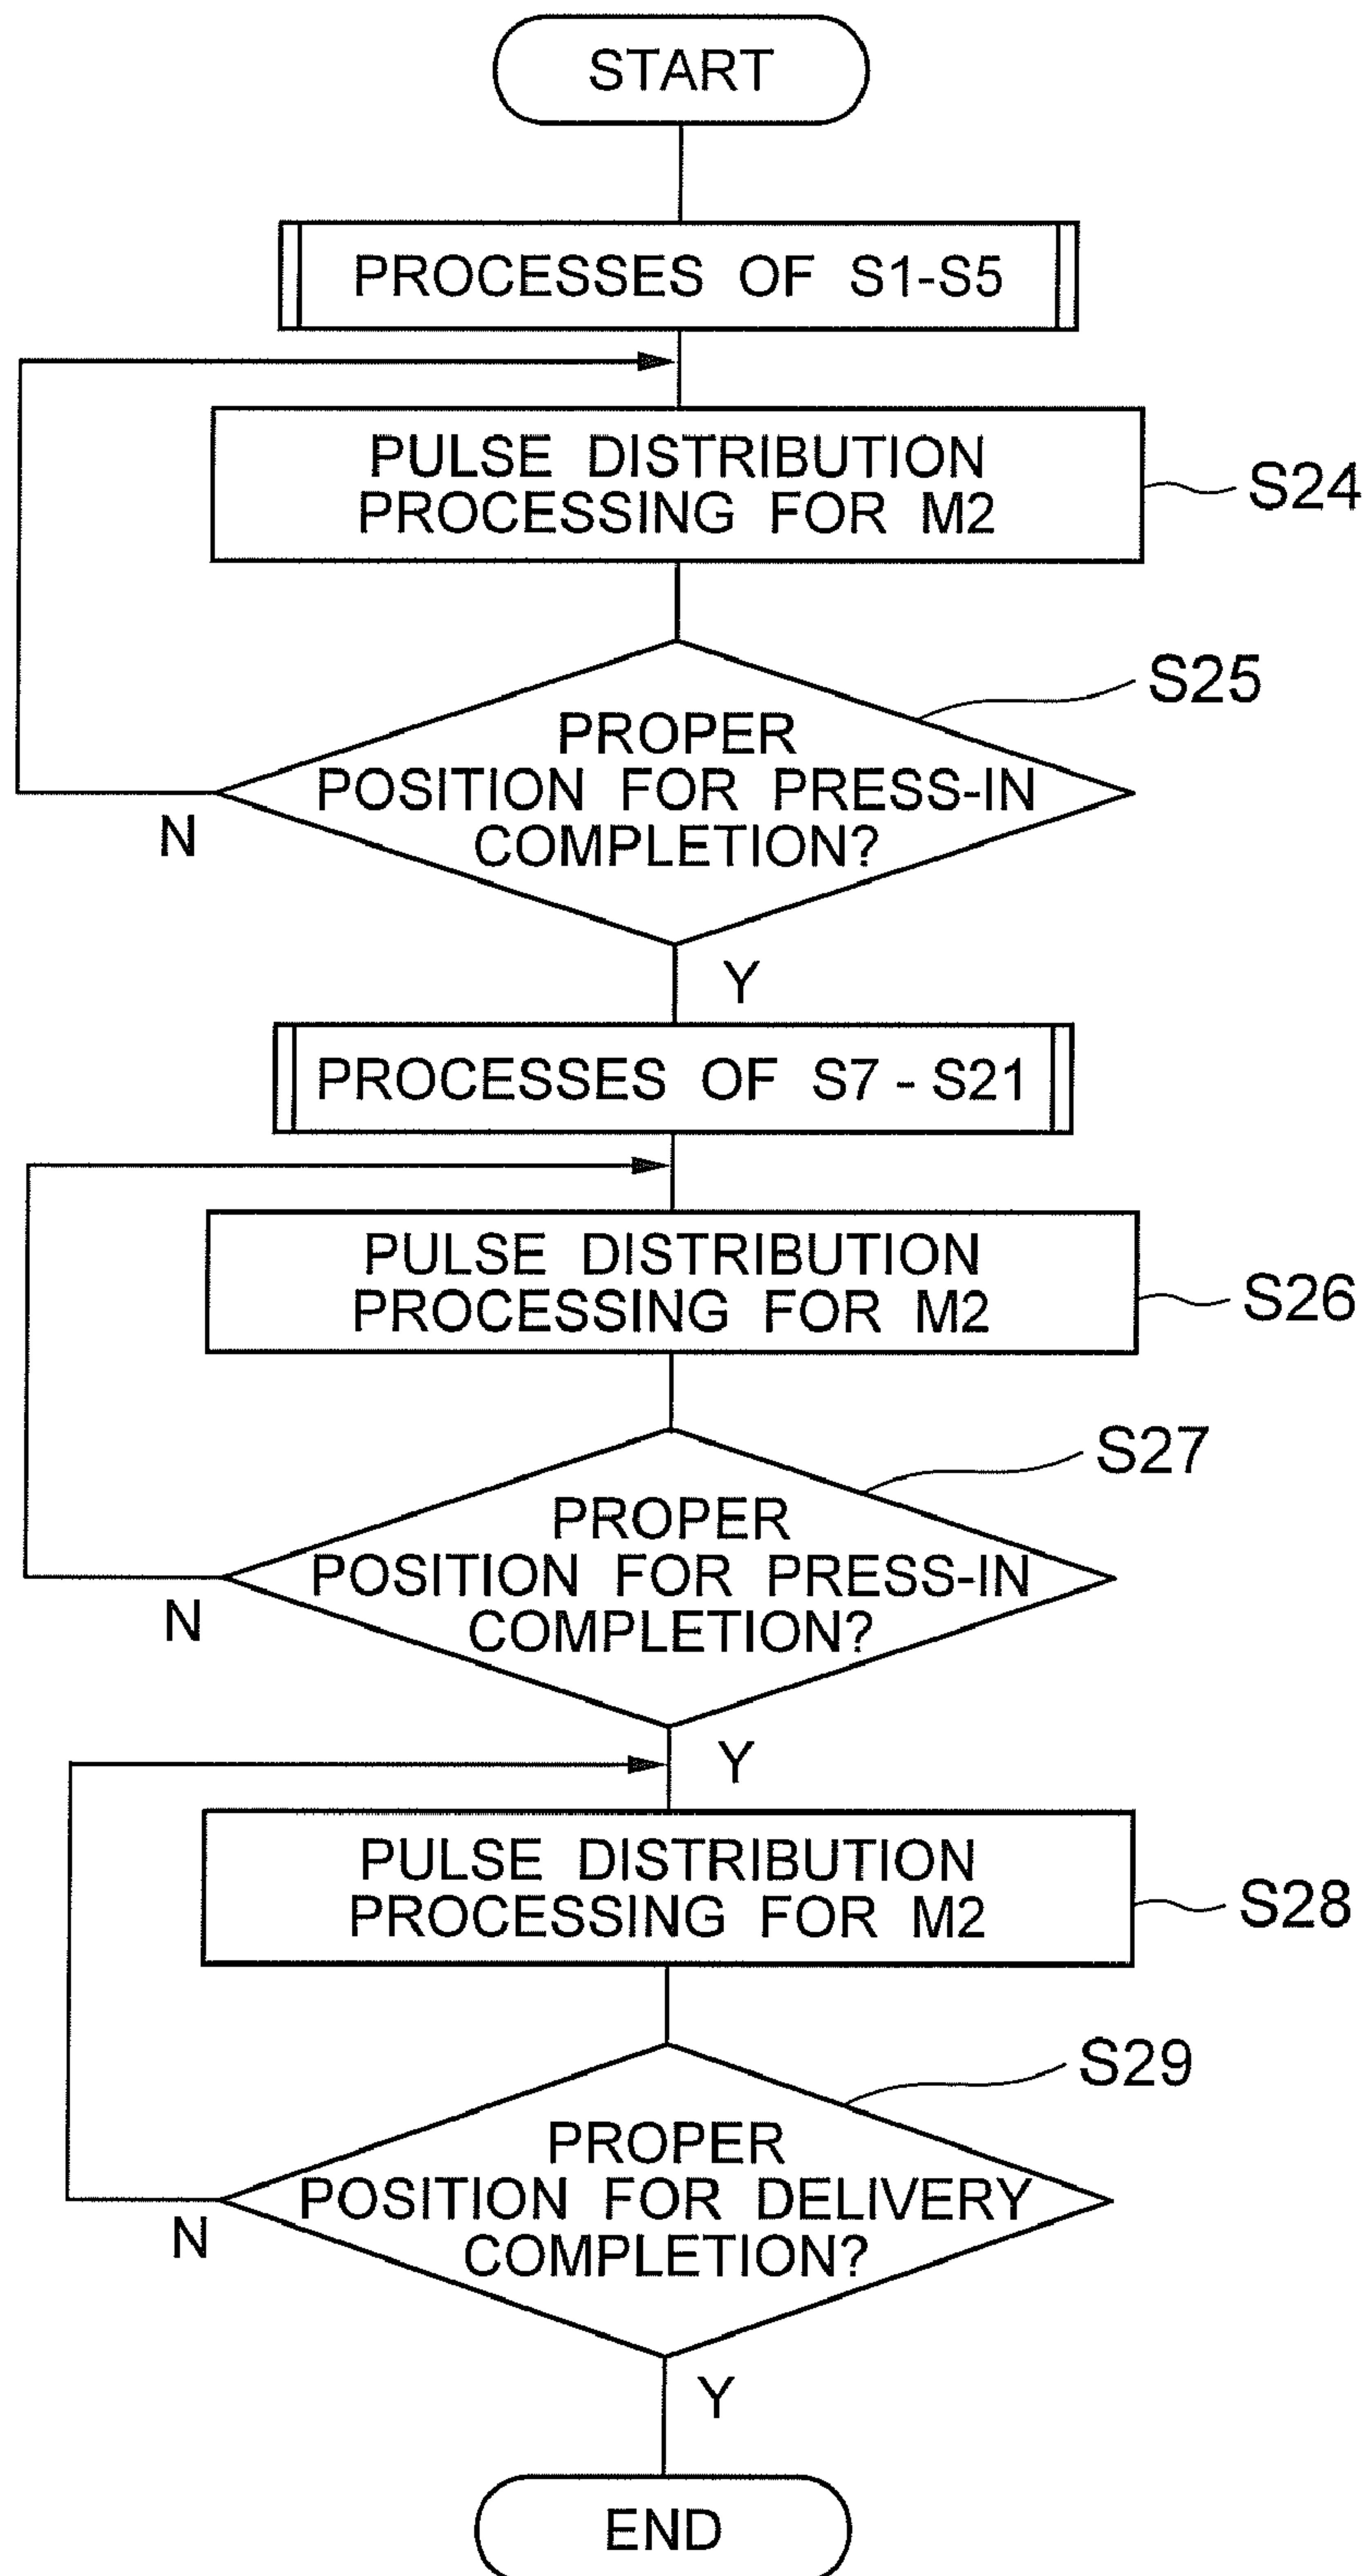 START
PROCESSES OF S1-S5
PULSE DISTRIBUTION
PROCESSING FOR M2
S24
S25
PROPER
POSITION FOR PRESS-IN
COMPLETION?
N
Y
PROCESSES OF S7 - S21
PULSE DISTRIBUTION
PROCESSING FOR M2
S26
S27
PROPER
POSITION FOR PRESS-IN
COMPLETION?
N
Y
PULSE DISTRIBUTION
PROCESSING FOR M2
S28
S29
PROPER
POSITION FOR DELIVERY
COMPLETION?
N
Y
END